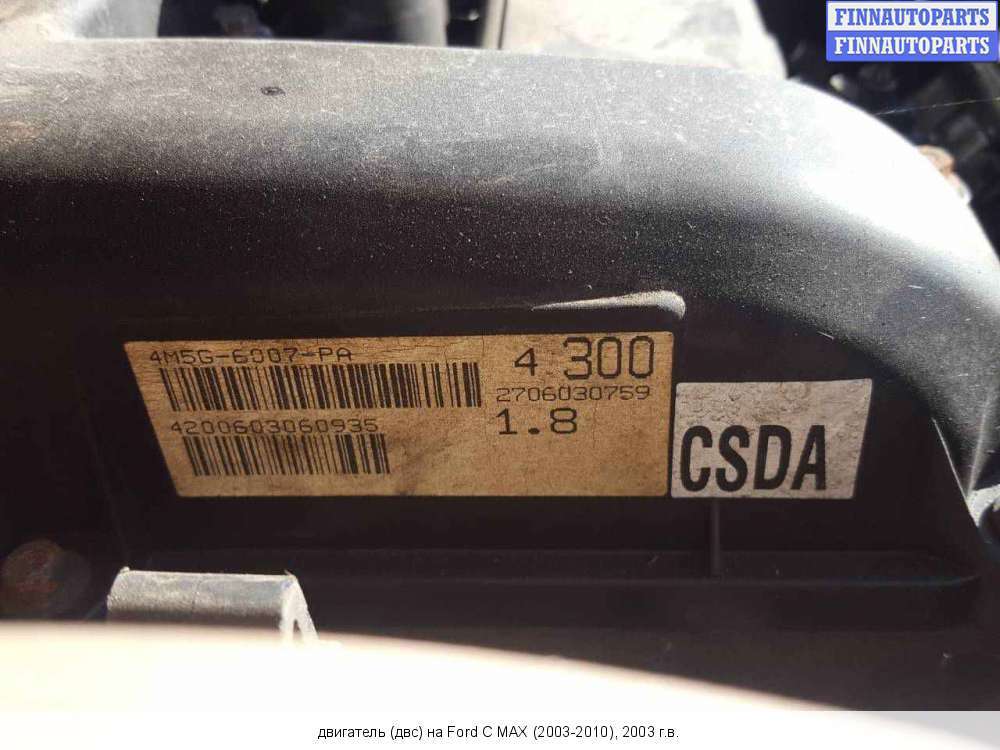 FINNAUTOPARTS
FINNAUTOPARTS
4M5G-6007-PA
4.300
2706030759
4200603060935
1.8
CSDA
двигатель (двс) на Ford C MAX (2003-2010), 2003 г.в.